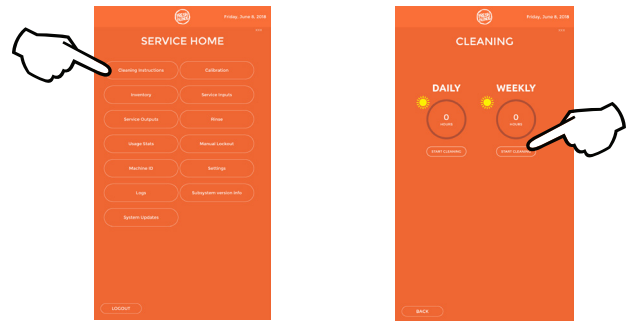 Friday, June 8, 2018
SERVICE HOME
Cleaning Instructions
Calibration
Inventory
Service Inputs
Service Outputs
Rinse
Usage Stats
Manual Lockout
Machine ID
Settings
Logs
Subsystem version info
System Updates
LOGOUT
Friday, June 8, 2018
CLEANING
DAILY
WEEKLY
0
HOURS
0
HOURS
START CLEANING
START CLEANING
BACK